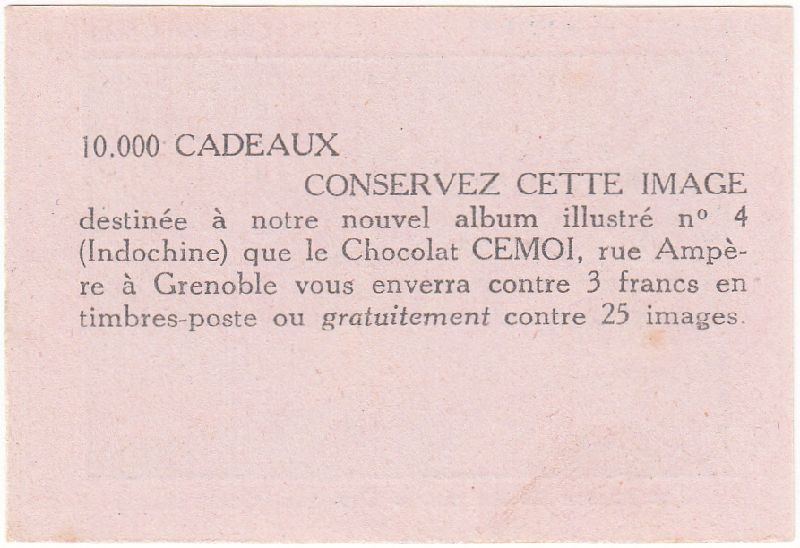 10.000 CADEAUX
CONSERVEZ CETTE IMAGE
destinée à notre nouvel album illustré nº 4
(Indochine) que le Chocolat CEMOI, rue Ampè-
re à Grenoble vous enverra contre 3 francs en
timbres-poste ou gratuitement contre 25 images.